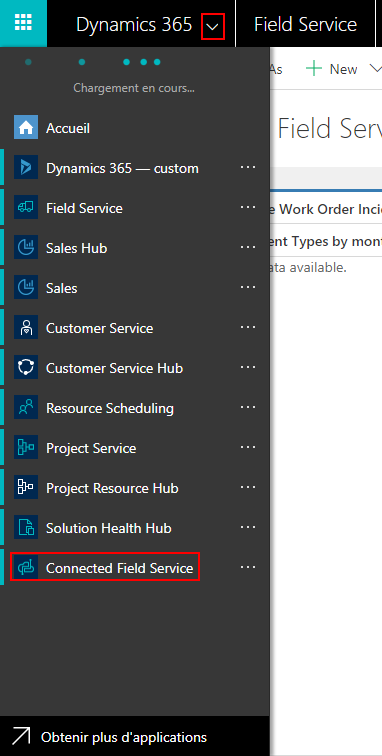 Dynamics 365 Field Service
Chargement en cours...
As + New
Accueil
Field Serv
Dynamics 365 — custom
Field Service
e Work Order Inci
Sales Hub
ent Types by mont
ata available.
Sales
Customer Service
Customer Service Hub
Resource Scheduling
Project Service
Project Resource Hub
Solution Health Hub
Connected Field Service
Obtenir plus d'applications